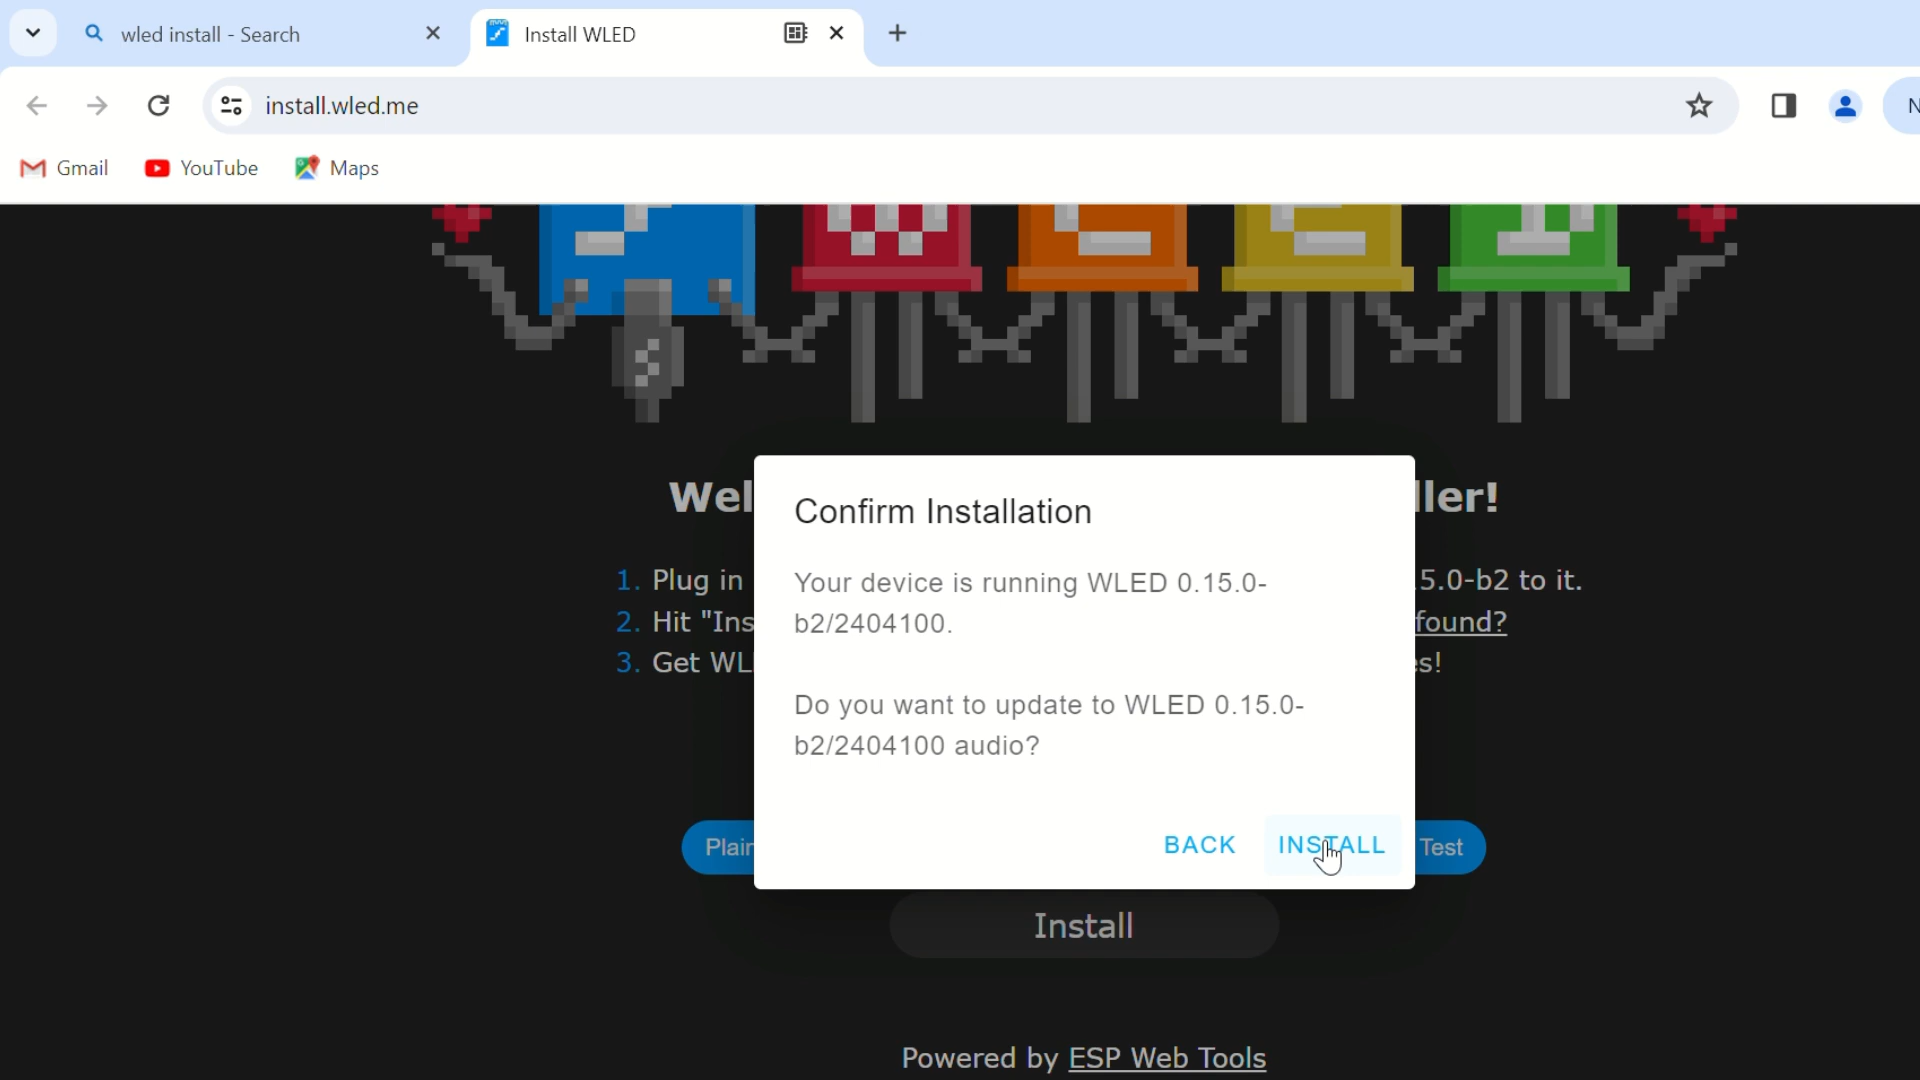 wled install - Search
Install WLED
install.wled.me
N
Gmail
YouTube
Maps
Wel
ller!
1. Plug in
5.0-b2 to it.
2. Hit "Ins
found?
3. Get WL
s!
Confirm Installation
Your device is running WLED 0.15.0-
b2/2404100.
Do you want to update to WLED 0.15.0-
b2/2404100 audio?
BACK
INSTALL
Plain
Test
Install
Powered by ESP Web Tools